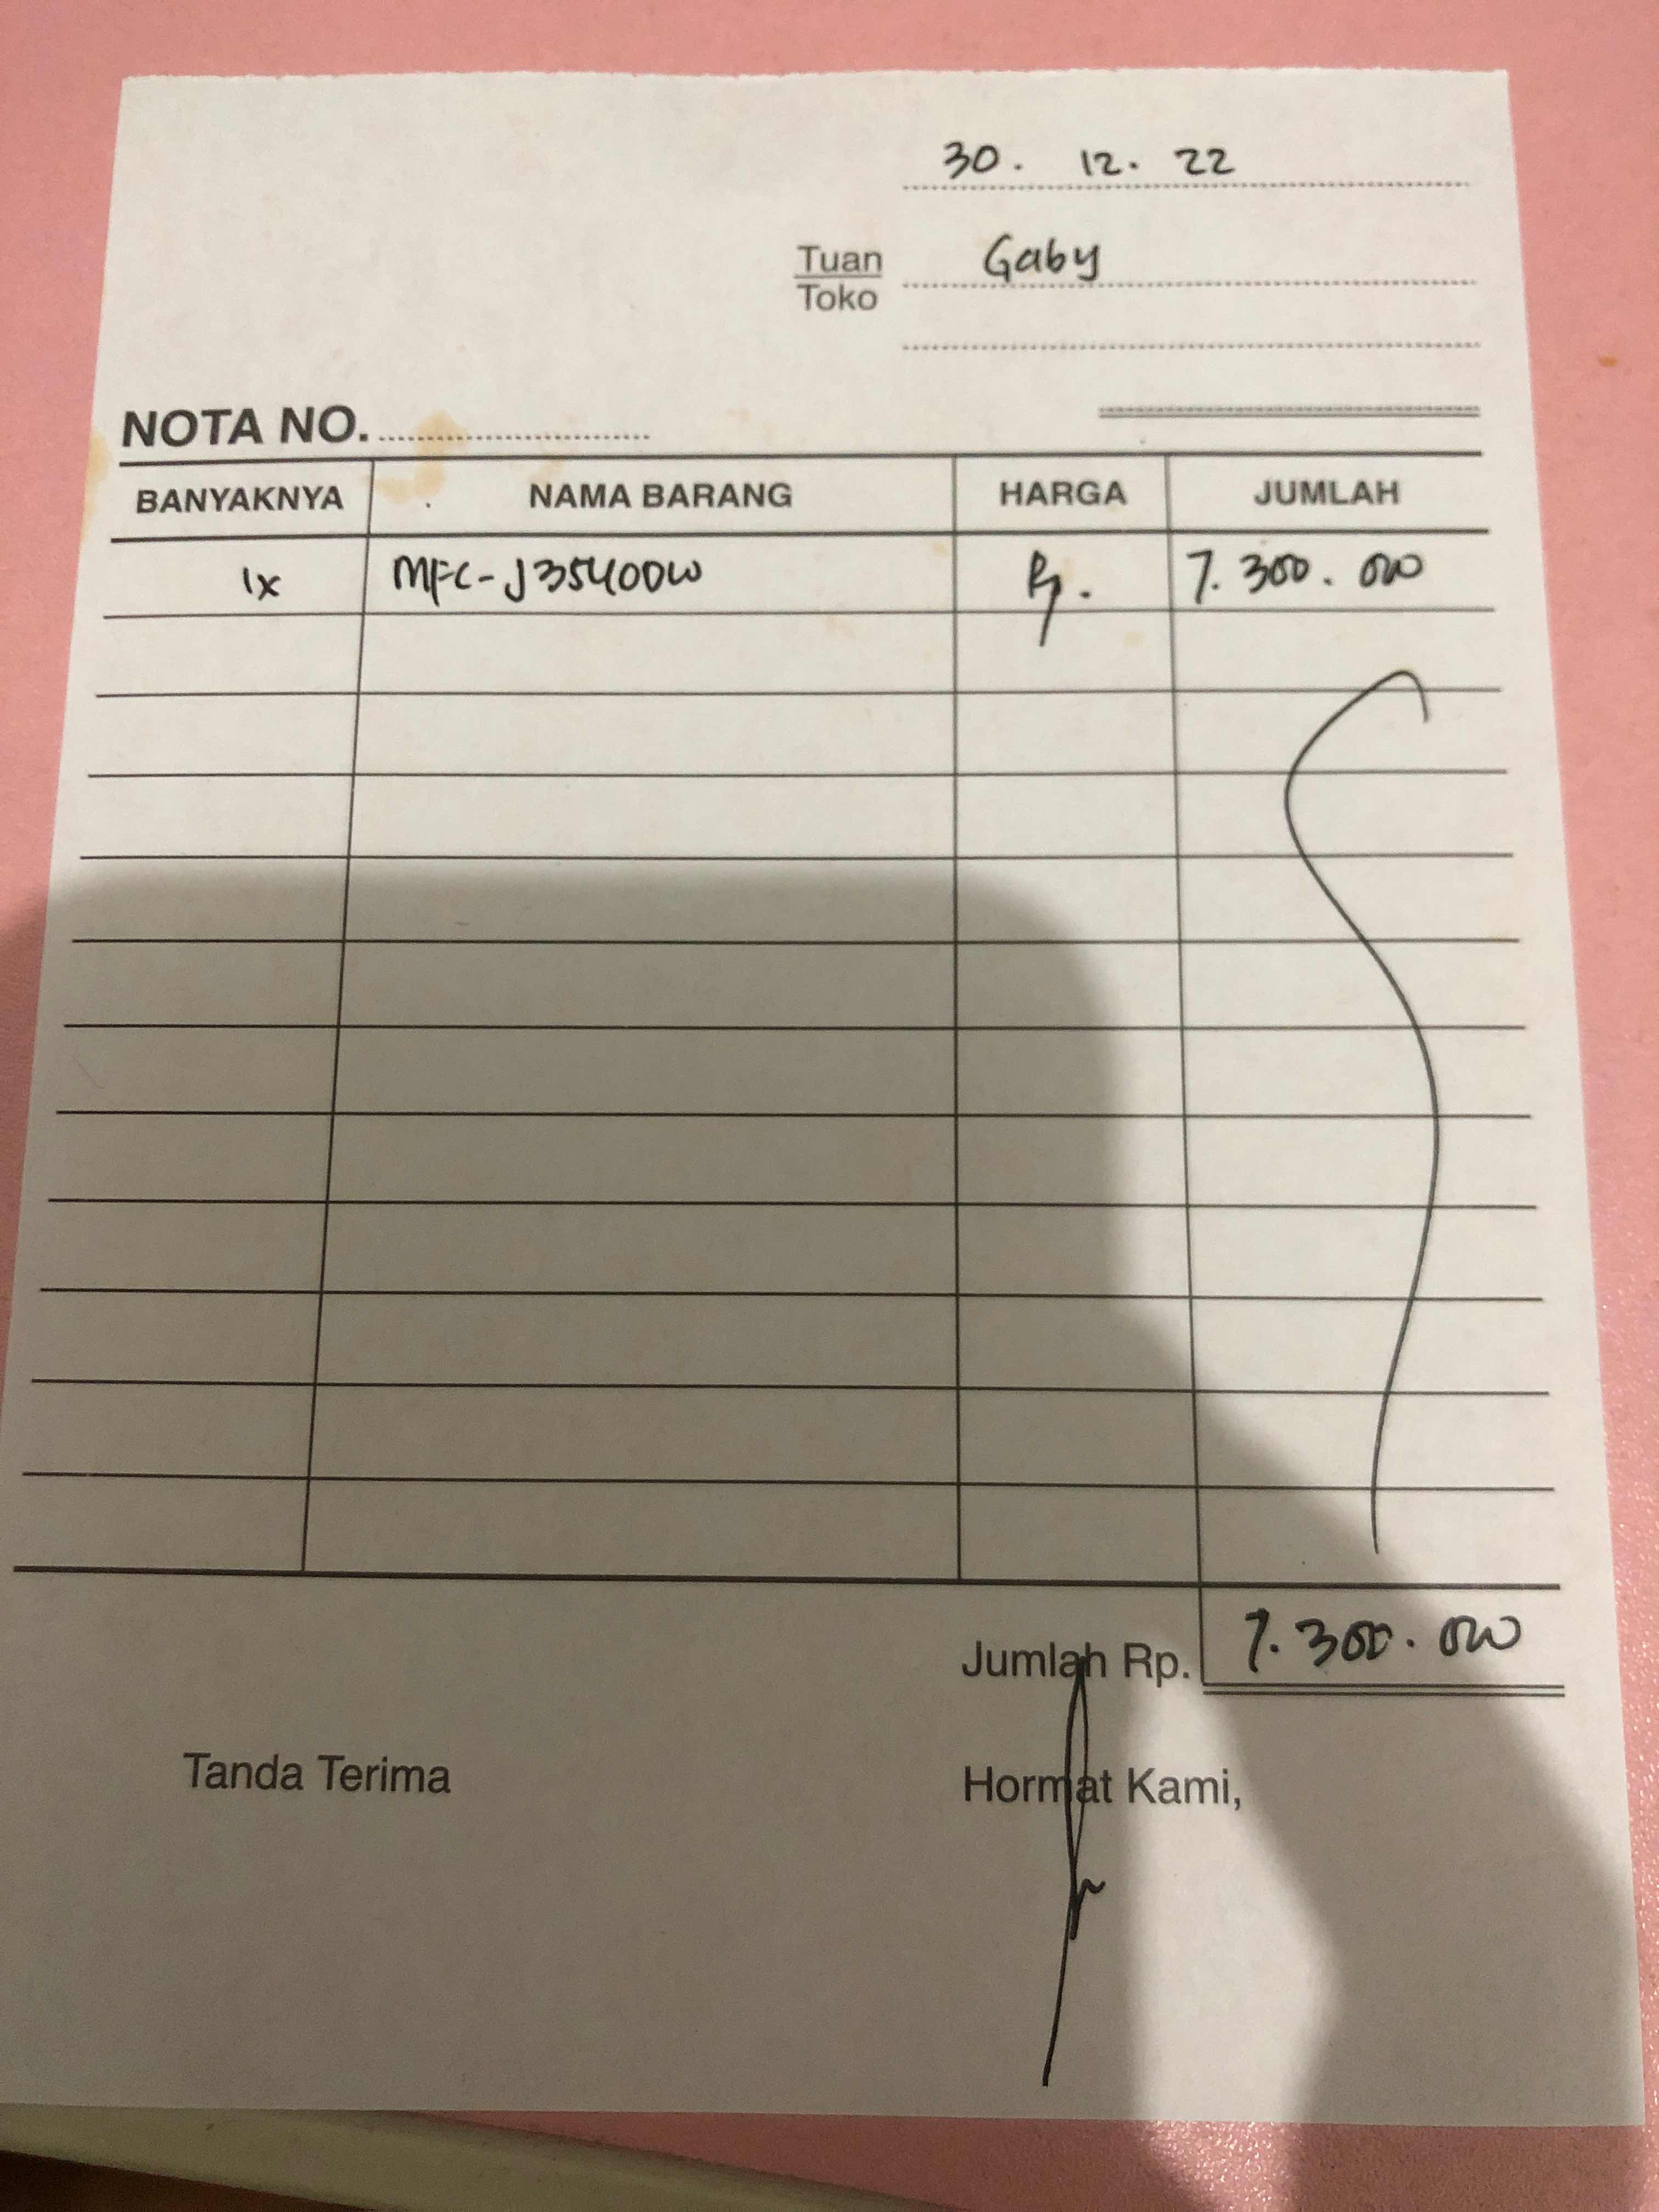 30. 12. 22
Tuan Gaby
Toko
NOTA NO.
BANYAKNYA NAMA BARANG HARGA JUMLAH
1x MFC-J3540DW Rp. 7.300.000
Jumlah Rp. 7.300.000
Tanda Terima Hormat Kami,